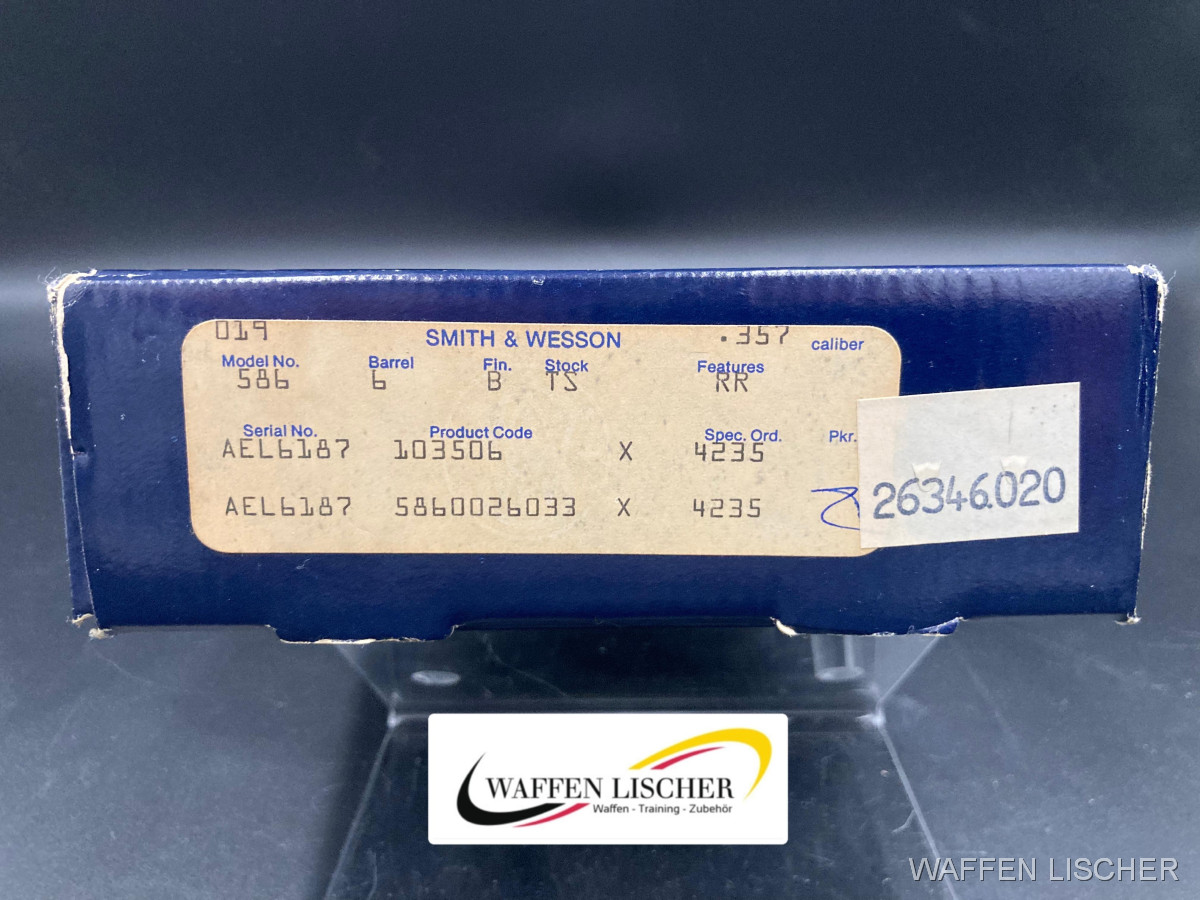 019 SMITH & WESSON .357 caliber
Model No. Barrel Fin. Stock Features
586 6 B TS RR
Serial No. Product Code Spec. Ord. Pkr.
AEL6187 103506 X 4235
AEL6187 5860026033 X 4235
26346.020
WAFFEN LISCHER
Waffen - Training - Zubehör
WAFFEN LISCHER